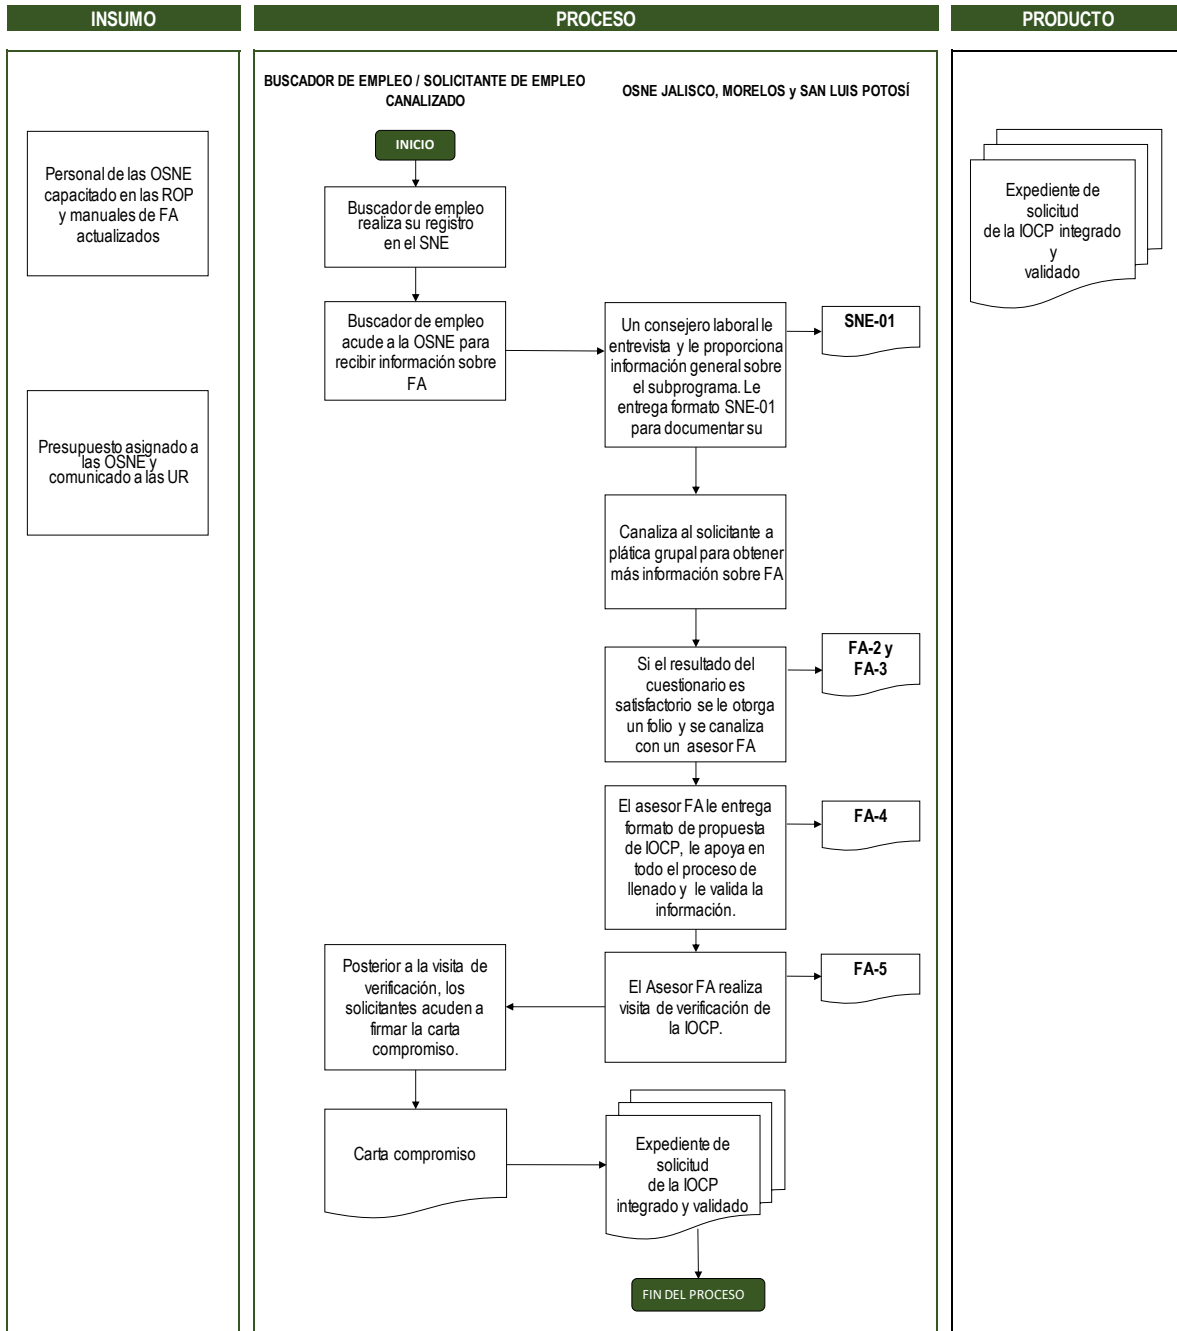 INSUMO
PROCESO
PRODUCTO
BUSCADOR DE EMPLEO / SOLICITANTE DE EMPLEO
CANALIZADO
OSNE JALISCO, MORELOS y SAN LUIS POTOSÍ
INICIO
Personal de las OSNE
capacitado en las ROP
y manuales de FA
actualizados
Presupuesto asignado a
las OSNE y
comunicado a las UR
Buscador de empleo
realiza su registro
en el SNE
Buscador de empleo
acude a la OSNE para
recibir información sobre
FA
Un consejero laboral le
entrevista y le proporciona
información general sobre
el subprograma. Le
entrega formato SNE-01
para documentar su
SNE-01
Canaliza al solicitante a
plática grupal para obtener
más información sobre FA
Si el resultado del
cuestionario es
satisfactorio se le otorga
un folio y se canaliza
con un asesor FA
FA-2 y
FA-3
El asesor FA le entrega
formato de propuesta
de IOCP, le apoya en
todo el proceso de
llenado y le valida la
información.
FA-4
El Asesor FA realiza
visita de verificación de
la IOCP.
FA-5
Posterior a la visita de
verificación, los
solicitantes acuden a
firmar la carta
compromiso.
Carta compromiso
Expediente de
solicitud
de la IOCP
integrado y validado
FIN DEL PROCESO
Expediente de
solicitud
de la IOCP integrado
y
validado